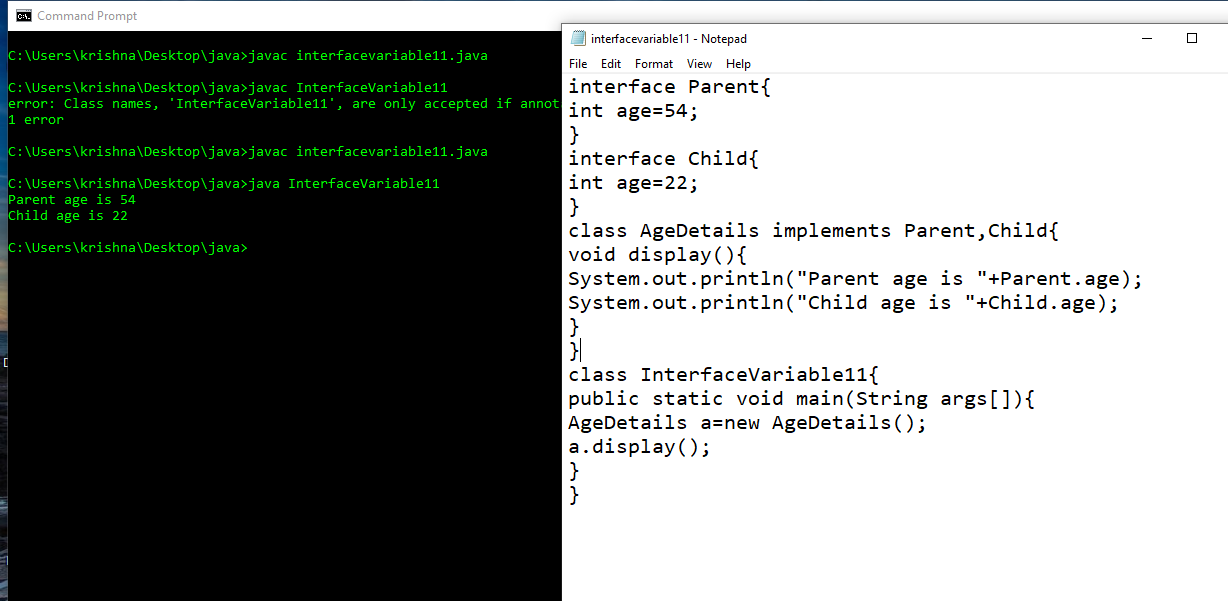 Command Prompt
C:\Users\krishna\Desktop\java>javac interfacevariable11.java
C:\Users\krishna\Desktop\java>javac InterfaceVariable11
error: Class names, 'InterfaceVariable11', are only accepted if annot
1 error
C:\Users\krishna\Desktop\java>javac interfacevariable11.java
C:\Users\krishna\Desktop\java>java InterfaceVariable11
Parent age is 54
Child age is 22
C:\Users\krishna\Desktop\java>
interfacevariable11 - Notepad
File Edit Format View Help
interface Parent{
int age=54;
}
interface Child{
int age=22;
}
class AgeDetails implements Parent,Child{
void display(){
System.out.println("Parent age is "+Parent.age);
System.out.println("Child age is "+Child.age);
}
}
class InterfaceVariable11{
public static void main(String args[]){
AgeDetails a=new AgeDetails();
a.display();
}
}